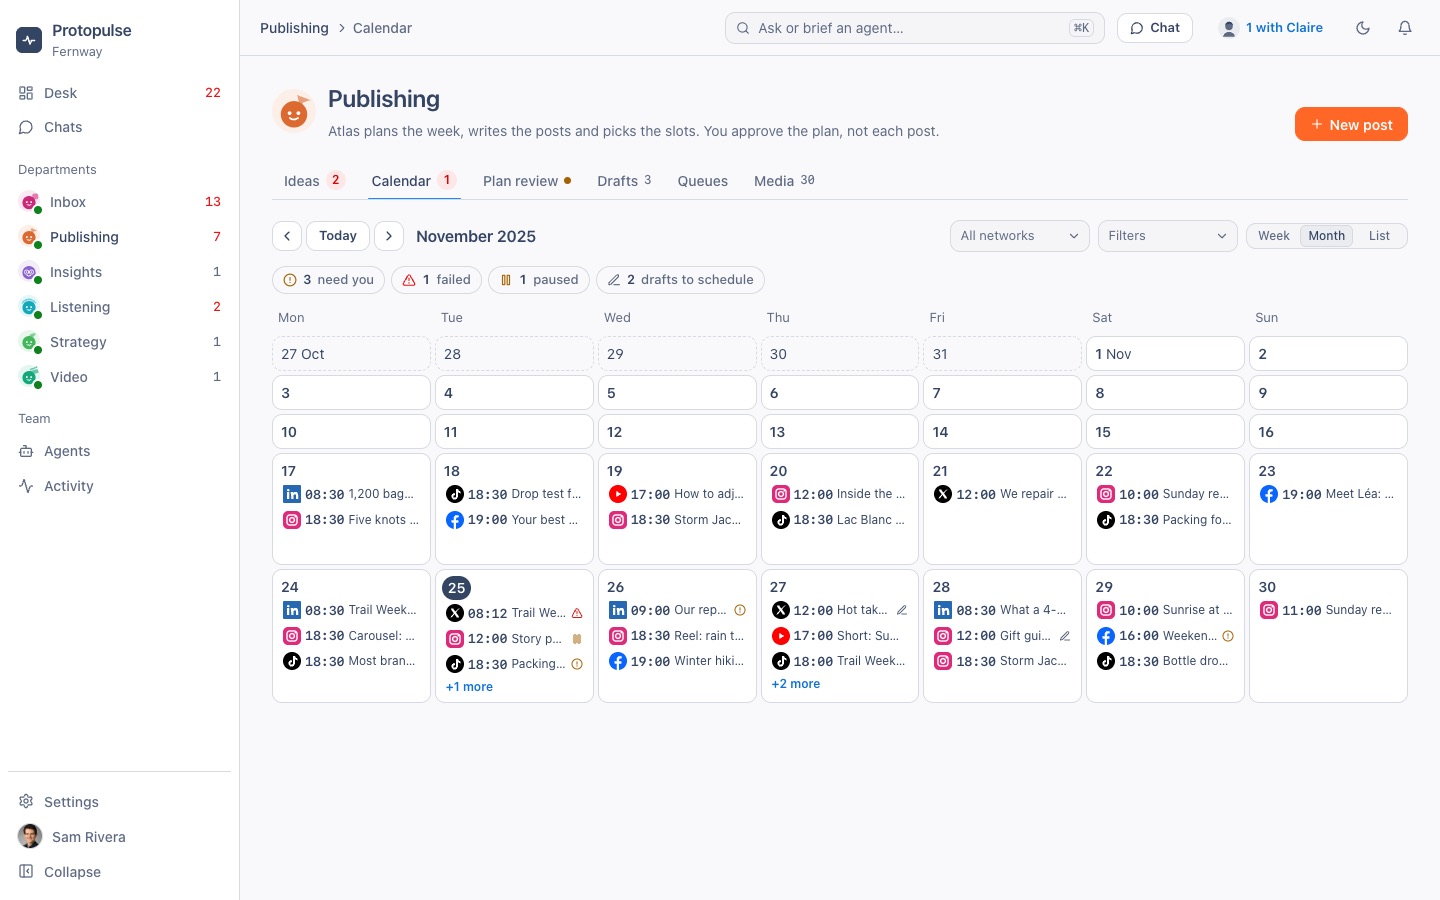 Protopulse
Fernway
Desk 22
Chats
Departments
Inbox 13
Publishing 7
Insights 1
Listening 2
Strategy 1
Video 1
Team
Agents
Activity
Settings
Sam Rivera
Collapse
Publishing > Calendar
Ask or brief an agent... ⌘K
Chat
1 with Claire
Publishing
Atlas plans the week, writes the posts and picks the slots. You approve the plan, not each post.
+ New post
Ideas 2
Calendar 1
Plan review
Drafts 3
Queues
Media 30
Today
November 2025
All networks
Filters
Week Month List
3 need you
1 failed
1 paused
2 drafts to schedule
Mon Tue Wed Thu Fri Sat Sun
27 Oct 28 29 30 31 1 Nov 2
3 4 5 6 7 8 9
10 11 12 13 14 15 16
17
08:30 1,200 bag...
18:30 Five knots ...
18
18:30 Drop test f...
19:00 Your best ...
19
17:00 How to adj...
18:30 Storm Jac...
20
12:00 Inside the ...
18:30 Lac Blanc ...
21
12:00 We repair ...
22
10:00 Sunday re...
18:30 Packing fo...
23
19:00 Meet Léa: ...
24
08:30 Trail Week...
18:30 Carousel: ...
18:30 Most bran...
25
08:12 Trail We...
12:00 Story p...
18:30 Packing...
+1 more
26
09:00 Our rep...
18:30 Reel: rain t...
19:00 Winter hiki...
27
12:00 Hot tak...
17:00 Short: Su...
18:00 Trail Week...
+2 more
28
08:30 What a 4-...
12:00 Gift gui...
18:30 Storm Jac...
29
10:00 Sunrise at ...
16:00 Weeken...
18:30 Bottle dro...
30
11:00 Sunday re...